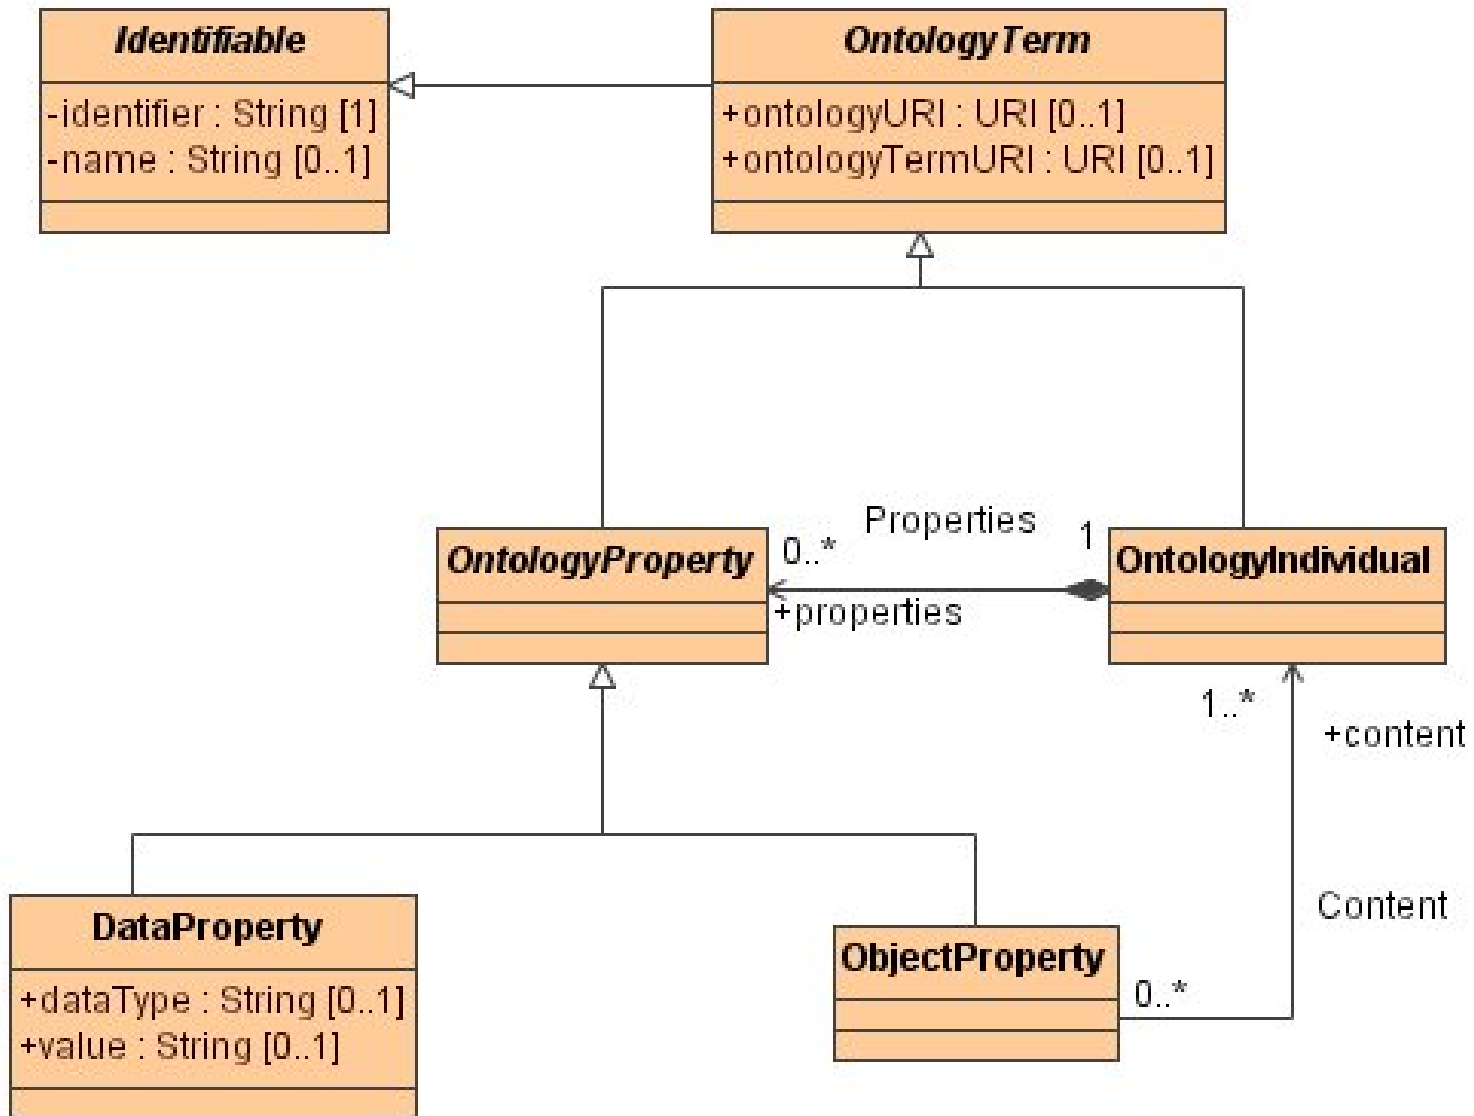 Identifiable
-identifier : String [1]
-name : String [0..1]
OntologyTerm
+ontologyURI : URI [0..1]
+ontologyTermURI : URI [0..1]
OntologyProperty
0..*
Properties
1
+properties
OntologyIndividual
1..*
+content
Content
DataProperty
+dataType : String [0..1]
+value : String [0..1]
ObjectProperty
0..*